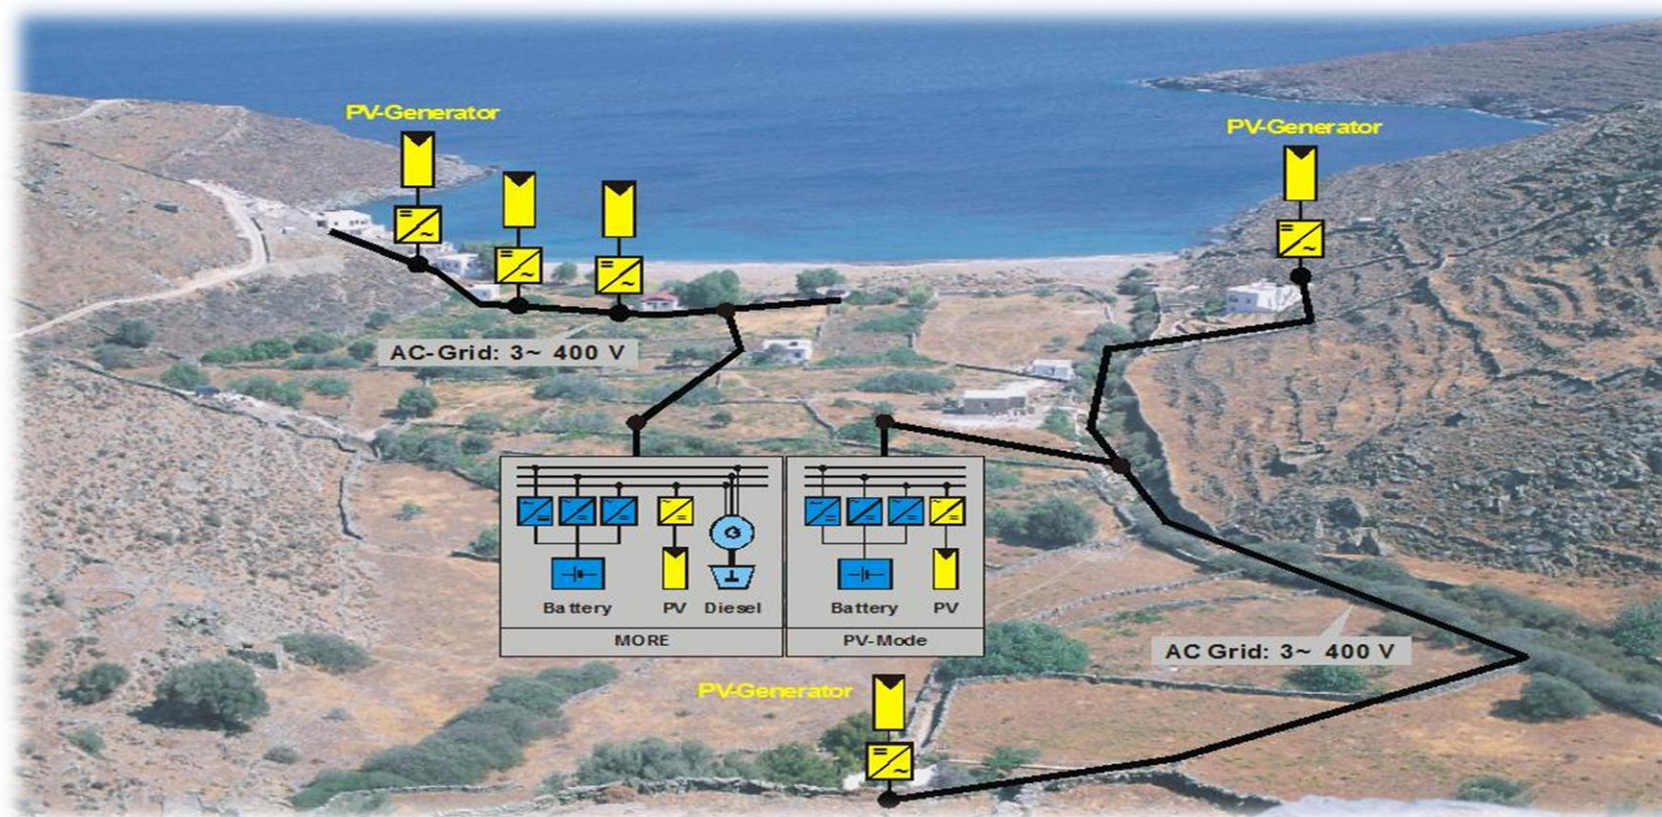 PV-Generator
PV-Generator
AC-Grid: 3~ 400 V
G
Battery PV Diesel
MORE
Battery PV
PV-Mode
AC Grid: 3~ 400 V
PV-Generator